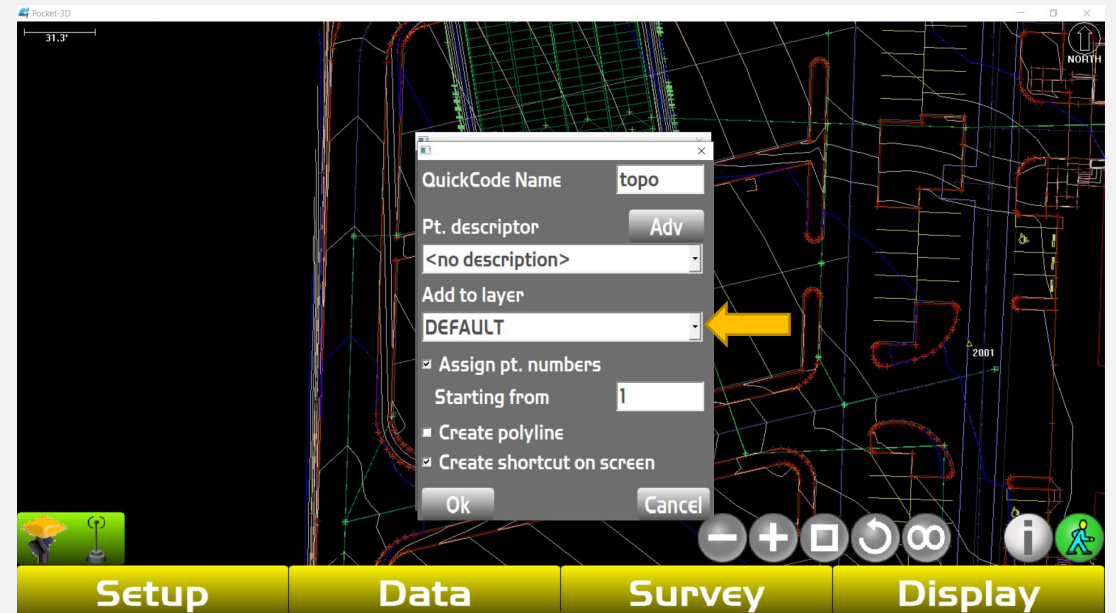 Pocket-3D
31.3'
NORTH
QuickCode Name topo
Pt. descriptor Adv
<no description>
Add to layer
DEFAULT
2001
Assign pt. numbers
Starting from 1
Create polyline
Create shortcut on screen
Ok Cancel
Setup Data Survey Display